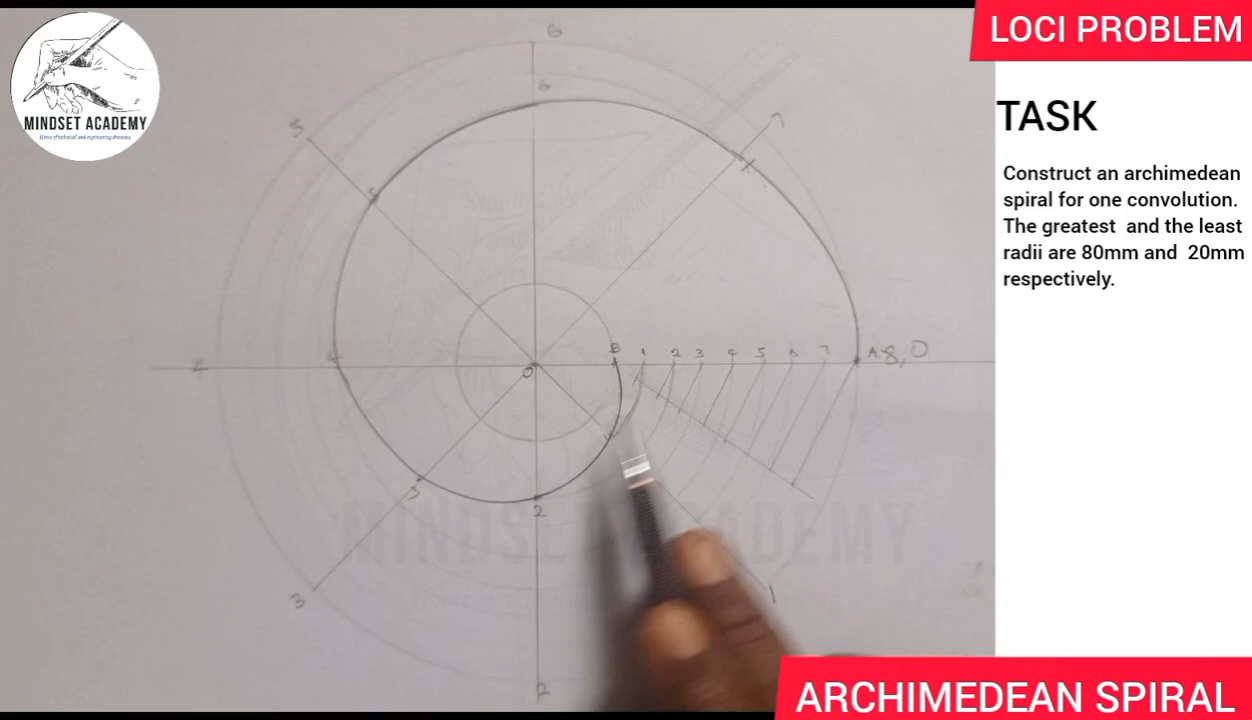 LOCI PROBLEM
MINDSET ACADEMY
TASK
Construct an archimedean
spiral for one convolution.
The greatest and the least
radii are 80mm and 20mm
respectively.
6
6
5
5
7
B 1 2 3 4 5 6 7 A 8,0
4
O
3
2
MINDSET ACADEMY
3
1
2
ARCHIMEDEAN SPIRAL